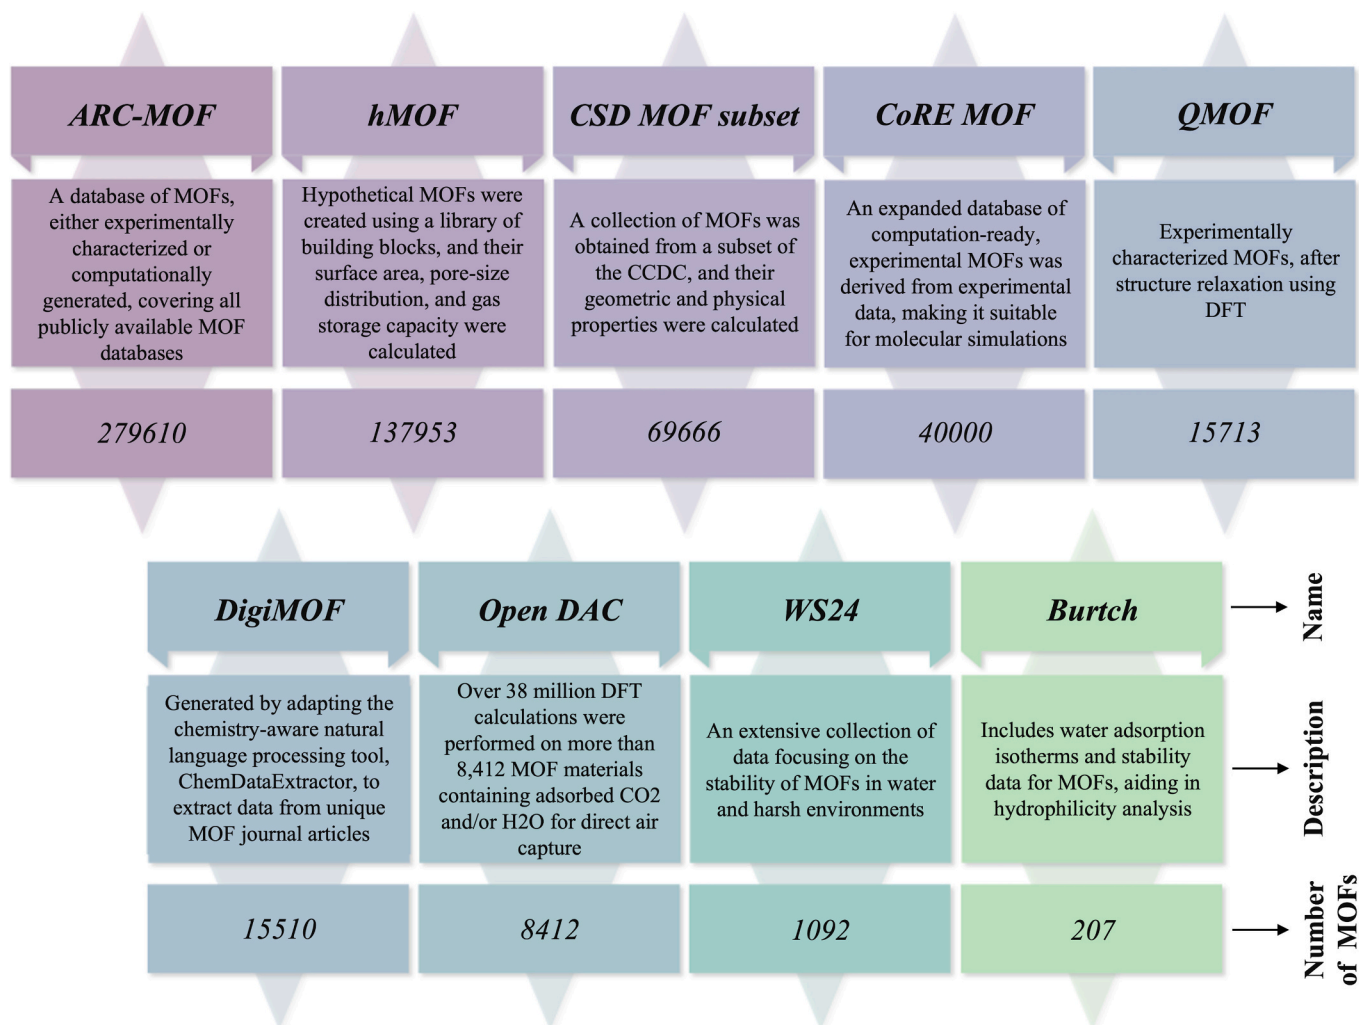 ARC-MOF
A database of MOFs,
either experimentally
characterized or
computationally
generated, covering all
publicly available MOF
databases
279610
hMOF
Hypothetical MOFs were
created using a library of
building blocks, and their
surface area, pore-size
distribution, and gas
storage capacity were
calculated
137953
CSD MOF subset
A collection of MOFs was
obtained from a subset of
the CCDC, and their
geometric and physical
properties were calculated
69666
CoRE MOF
An expanded database of
computation-ready,
experimental MOFs was
derived from experimental
data, making it suitable
for molecular simulations
40000
QMOF
Experimentally
characterized MOFs, after
structure relaxation using
DFT
15713
DigiMOF
Generated by adapting the
chemistry-aware natural
language processing tool,
ChemDataExtractor, to
extract data from unique
MOF journal articles
15510
Open DAC
Over 38 million DFT
calculations were
performed on more than
8,412 MOF materials
containing adsorbed CO2
and/or H2O for direct air
capture
8412
WS24
An extensive collection of
data focusing on the
stability of MOFs in water
and harsh environments
1092
Burtch
Includes water adsorption
isotherms and stability
data for MOFs, aiding in
hydrophilicity analysis
207
Name
Description
Number
of MOFs